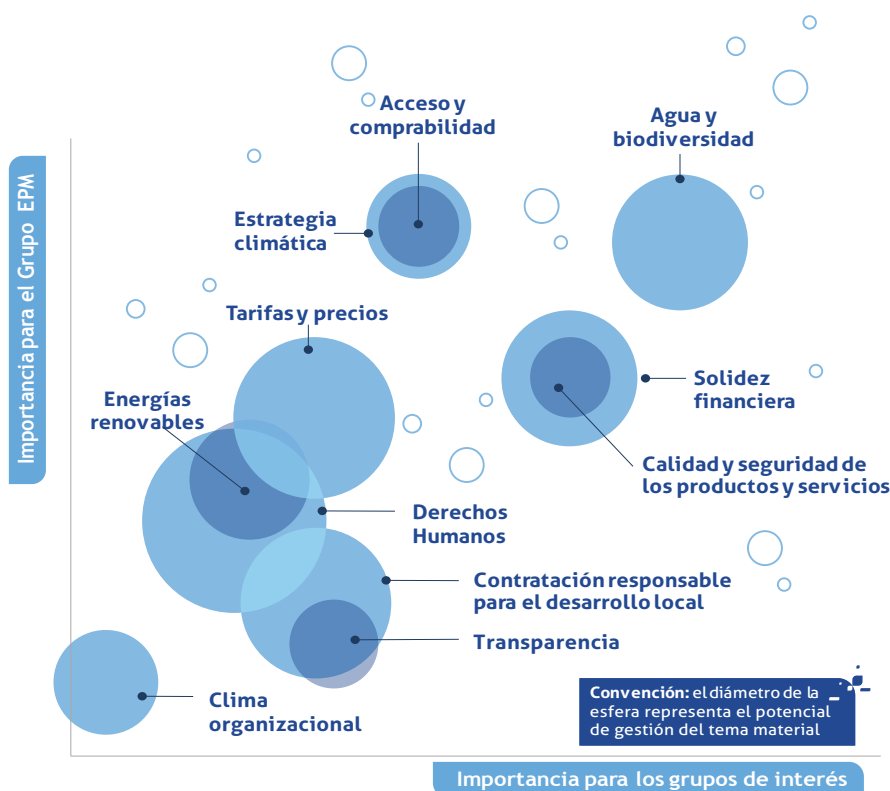 Acceso y
comprabilidad
Agua y
biodiversidad
Importancia para el Grupo EPM
Estrategia
climática
Tarifas y precios
Energías
renovables
Solidez
financiera
Calidad y seguridad de
los productos y servicios
Derechos
Humanos
Contratación responsable
para el desarrollo local
Transparencia
Clima
organizacional
Convención: el diámetro de la
esfera representa el potencial
de gestión del tema material
Importancia para los grupos de interés